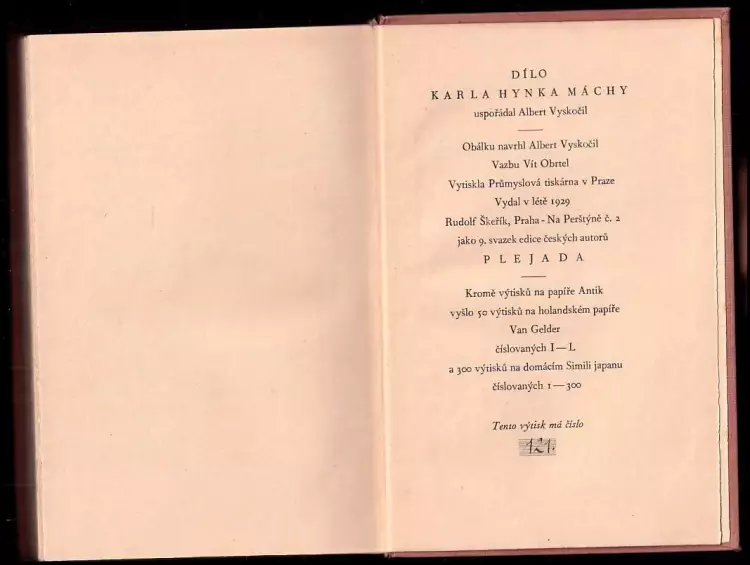 DÍLO
KARLA HYNKA MÁCHY
uspořádal Albert Vyskočil
Obálku navrhl Albert Vyskočil
Vazbu Vít Obrtel
Vytiskla Průmyslová tiskárna v Praze
Vydal v létě 1929
Rudolf Škeřík, Praha - Na Perštýně č. 2
jako 9. svazek edice českých autorů
PLEJADA
Kromě výtisků na papíře Antik
vyšlo 50 výtisků na holandském papíře
Van Gelder
číslovaných I—L
a 300 výtisků na domácím Simili japanu
číslovaných 1—300
Tento výtisk má číslo
121.